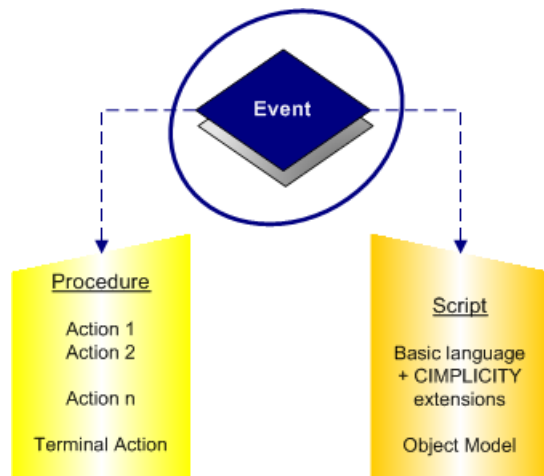 Event
Procedure
Action 1
Action 2
Action n
Terminal Action
Script
Basic language
+ CIMPLICITY
extensions
Object Model